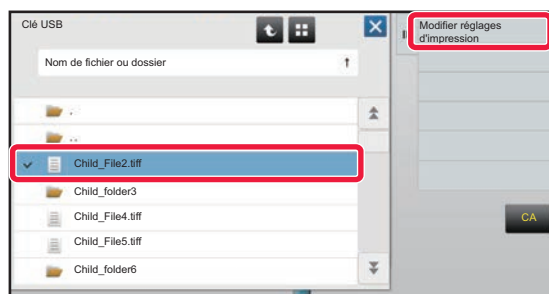 Clé USB
Modifier réglages
d'impression
Nom de fichier ou dossier
.
..
Child_File2.tiff
Child_folder3
Child_File4.tiff
CA
Child_File5.tiff
Child_folder6